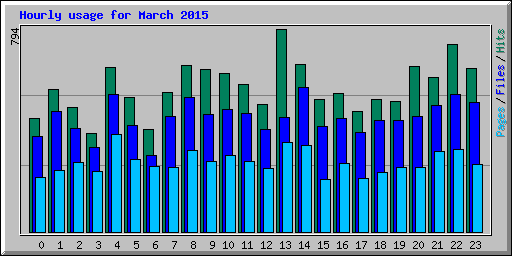 Hourly usage for March 2015
794
Pages/Files/Hits
0 1 2 3 4 5 6 7 8 9 10 11 12 13 14 15 16 17 18 19 20 21 22 23